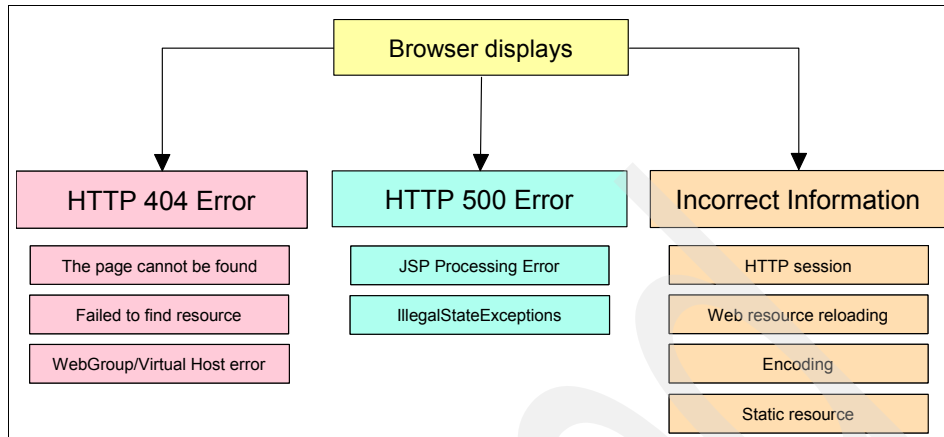 Browser displays
HTTP 404 Error
The page cannot be found
Failed to find resource
WebGroup/Virtual Host error
HTTP 500 Error
JSP Processing Error
IllegalStateExceptions
Incorrect Information
HTTP session
Web resource reloading
Encoding
Static resource